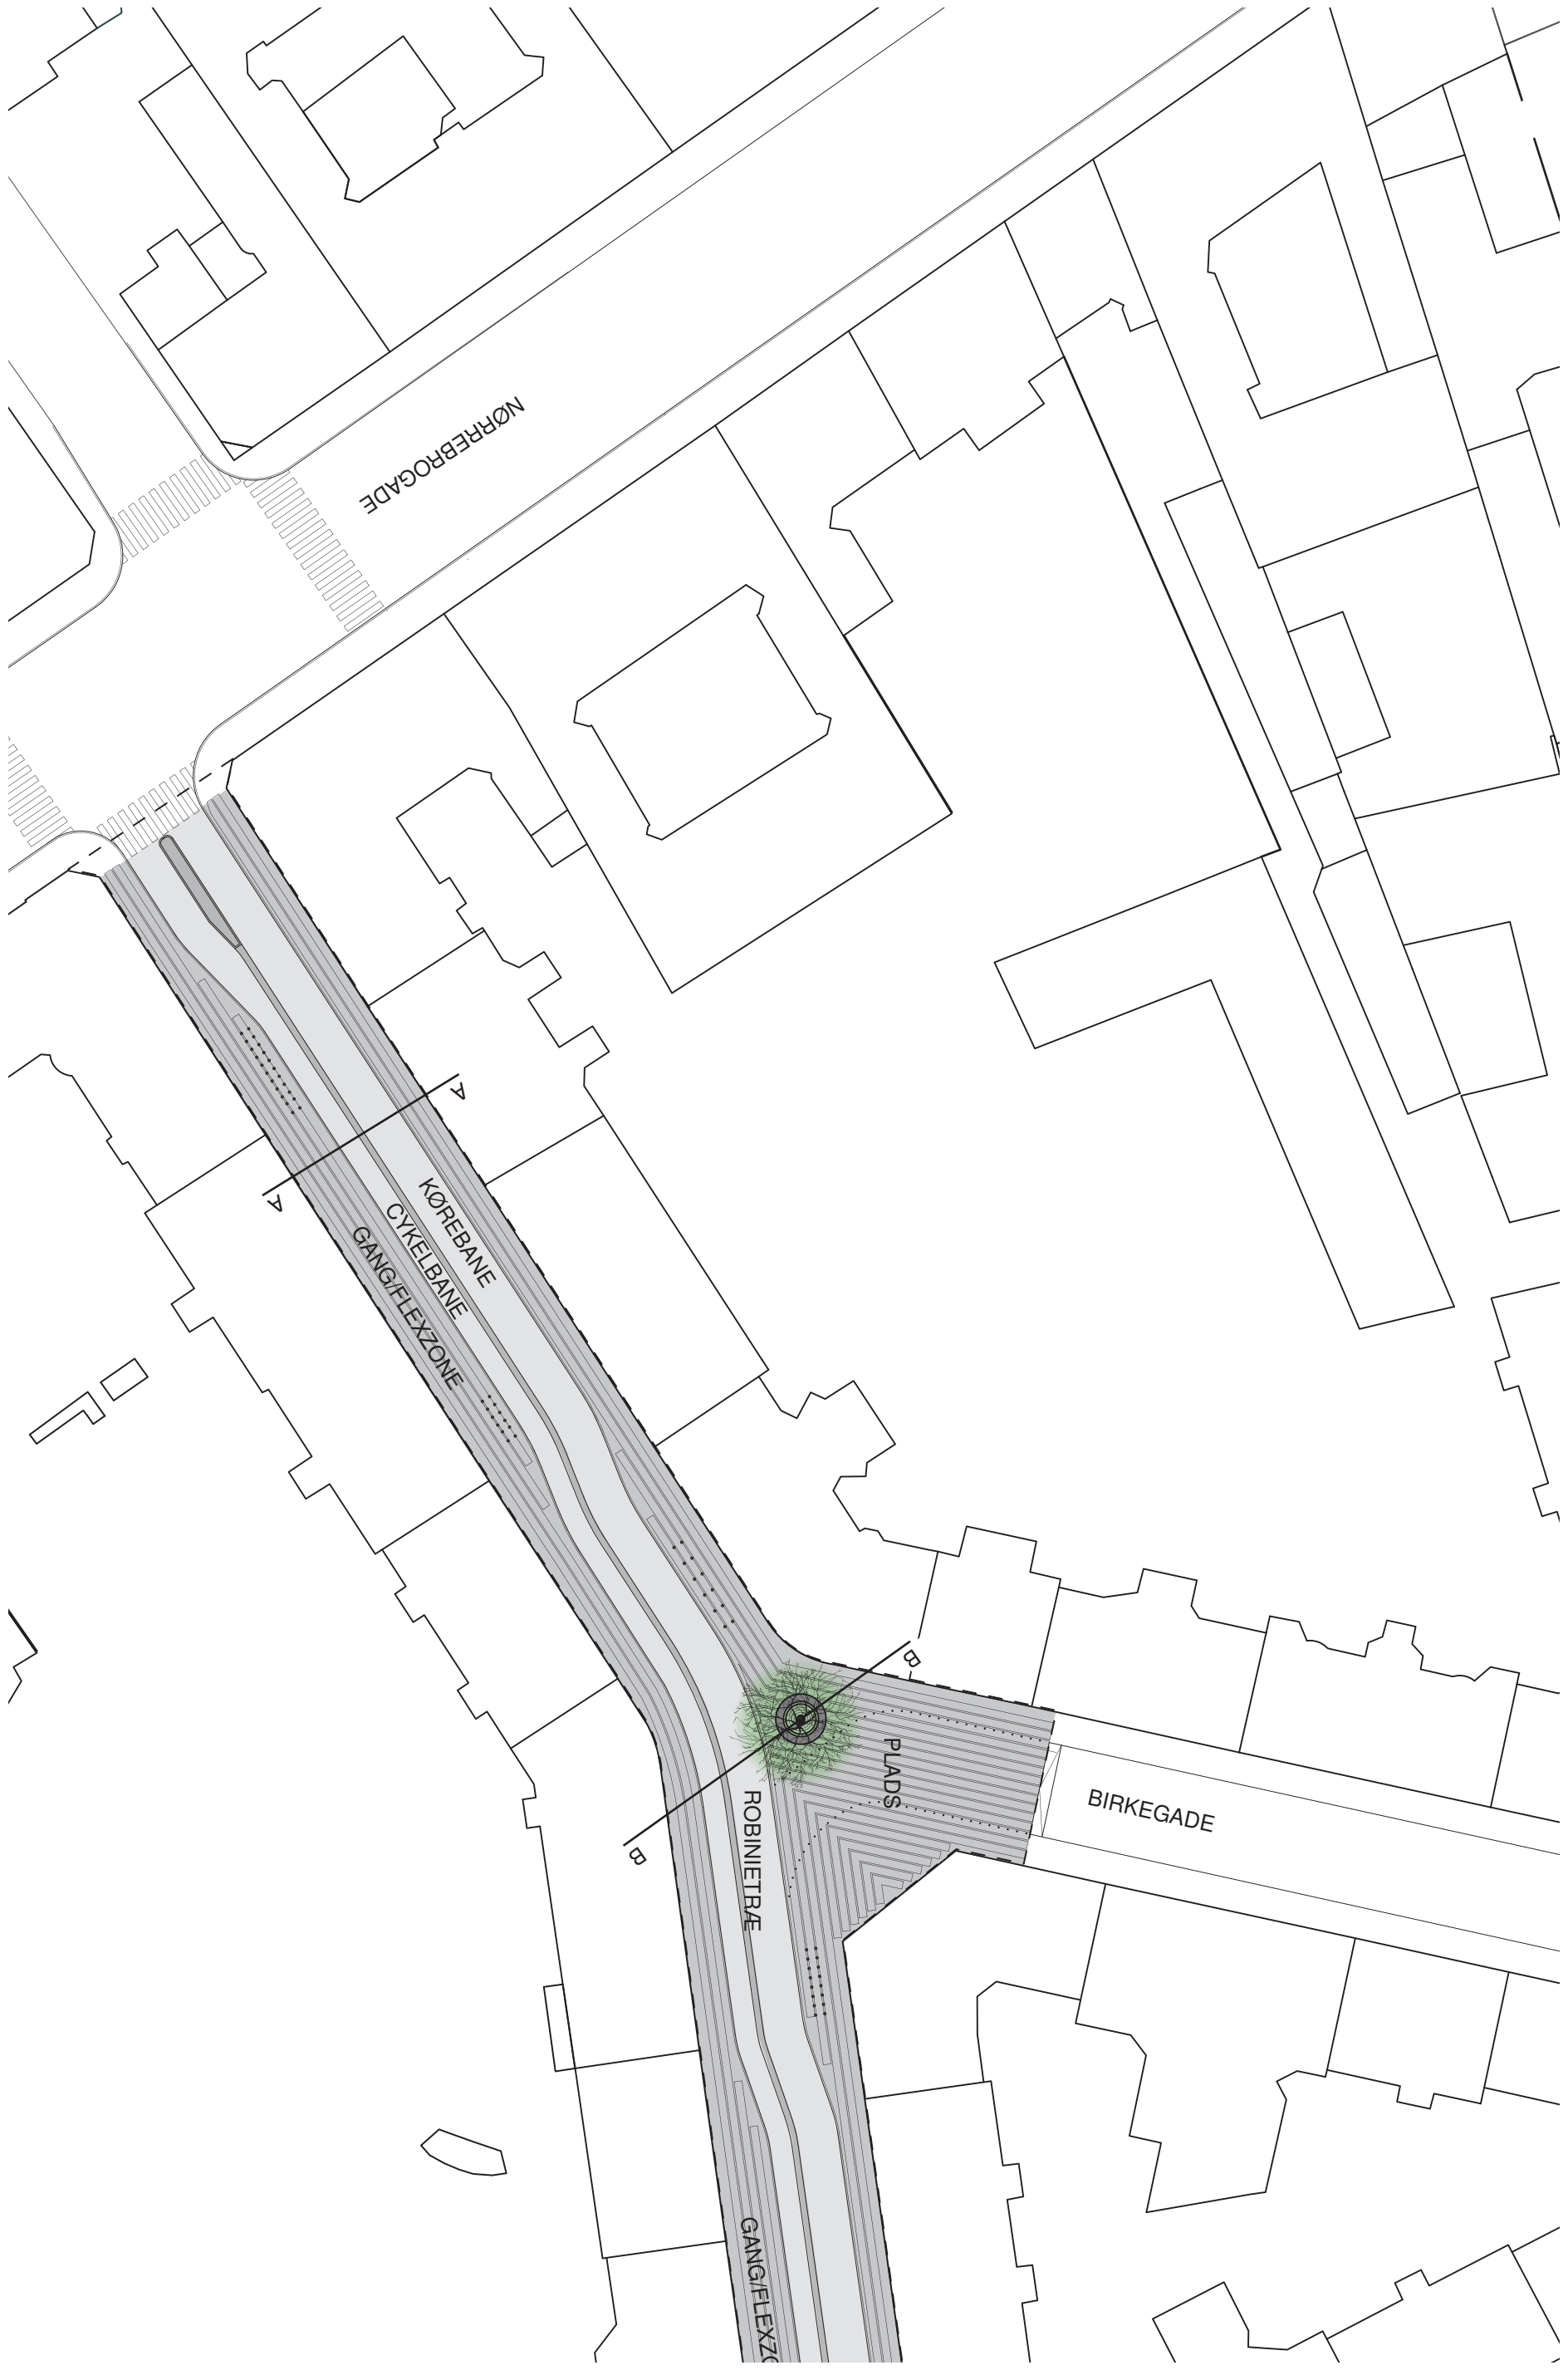 NØRREBROGADE
A
A
KØREBANE
CYKELBANE
GANG/FLEXZONE
B
PLADS
BIRKEGADE
ROBINIETRÆ
B
GANG/FLEXZO